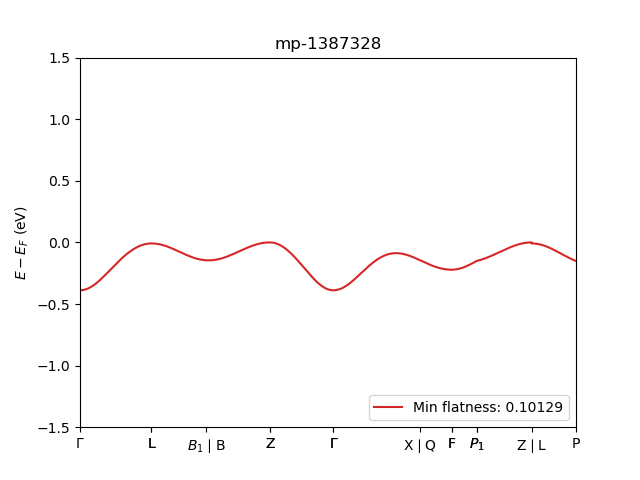 mp-1387328
1.5
1.0
0.5
0.0
−0.5
−1.0
−1.5
E − E_F (eV)
Min flatness: 0.10129
Γ L B₁ | B Z Γ X | Q F P₁ Z | L P